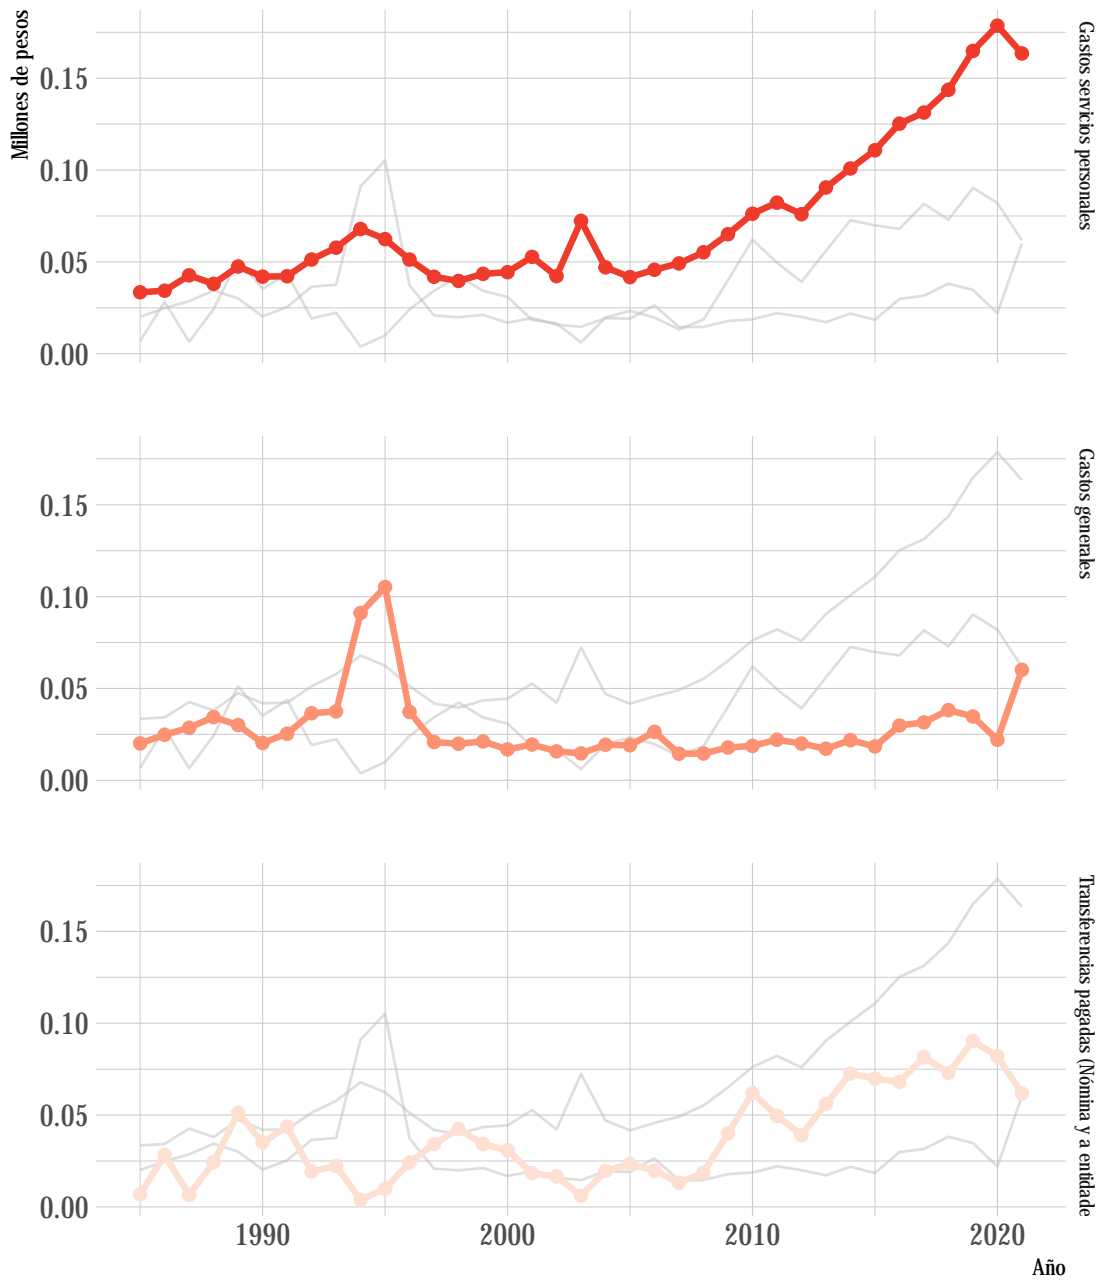 Millones de pesos
0.15
0.10
0.05
0.00
Gastos servicios personales
0.15
0.10
0.05
0.00
Gastos generales
0.15
0.10
0.05
0.00
Transferencias pagadas (Nómina y a entidade
1990 2000 2010 2020
Año